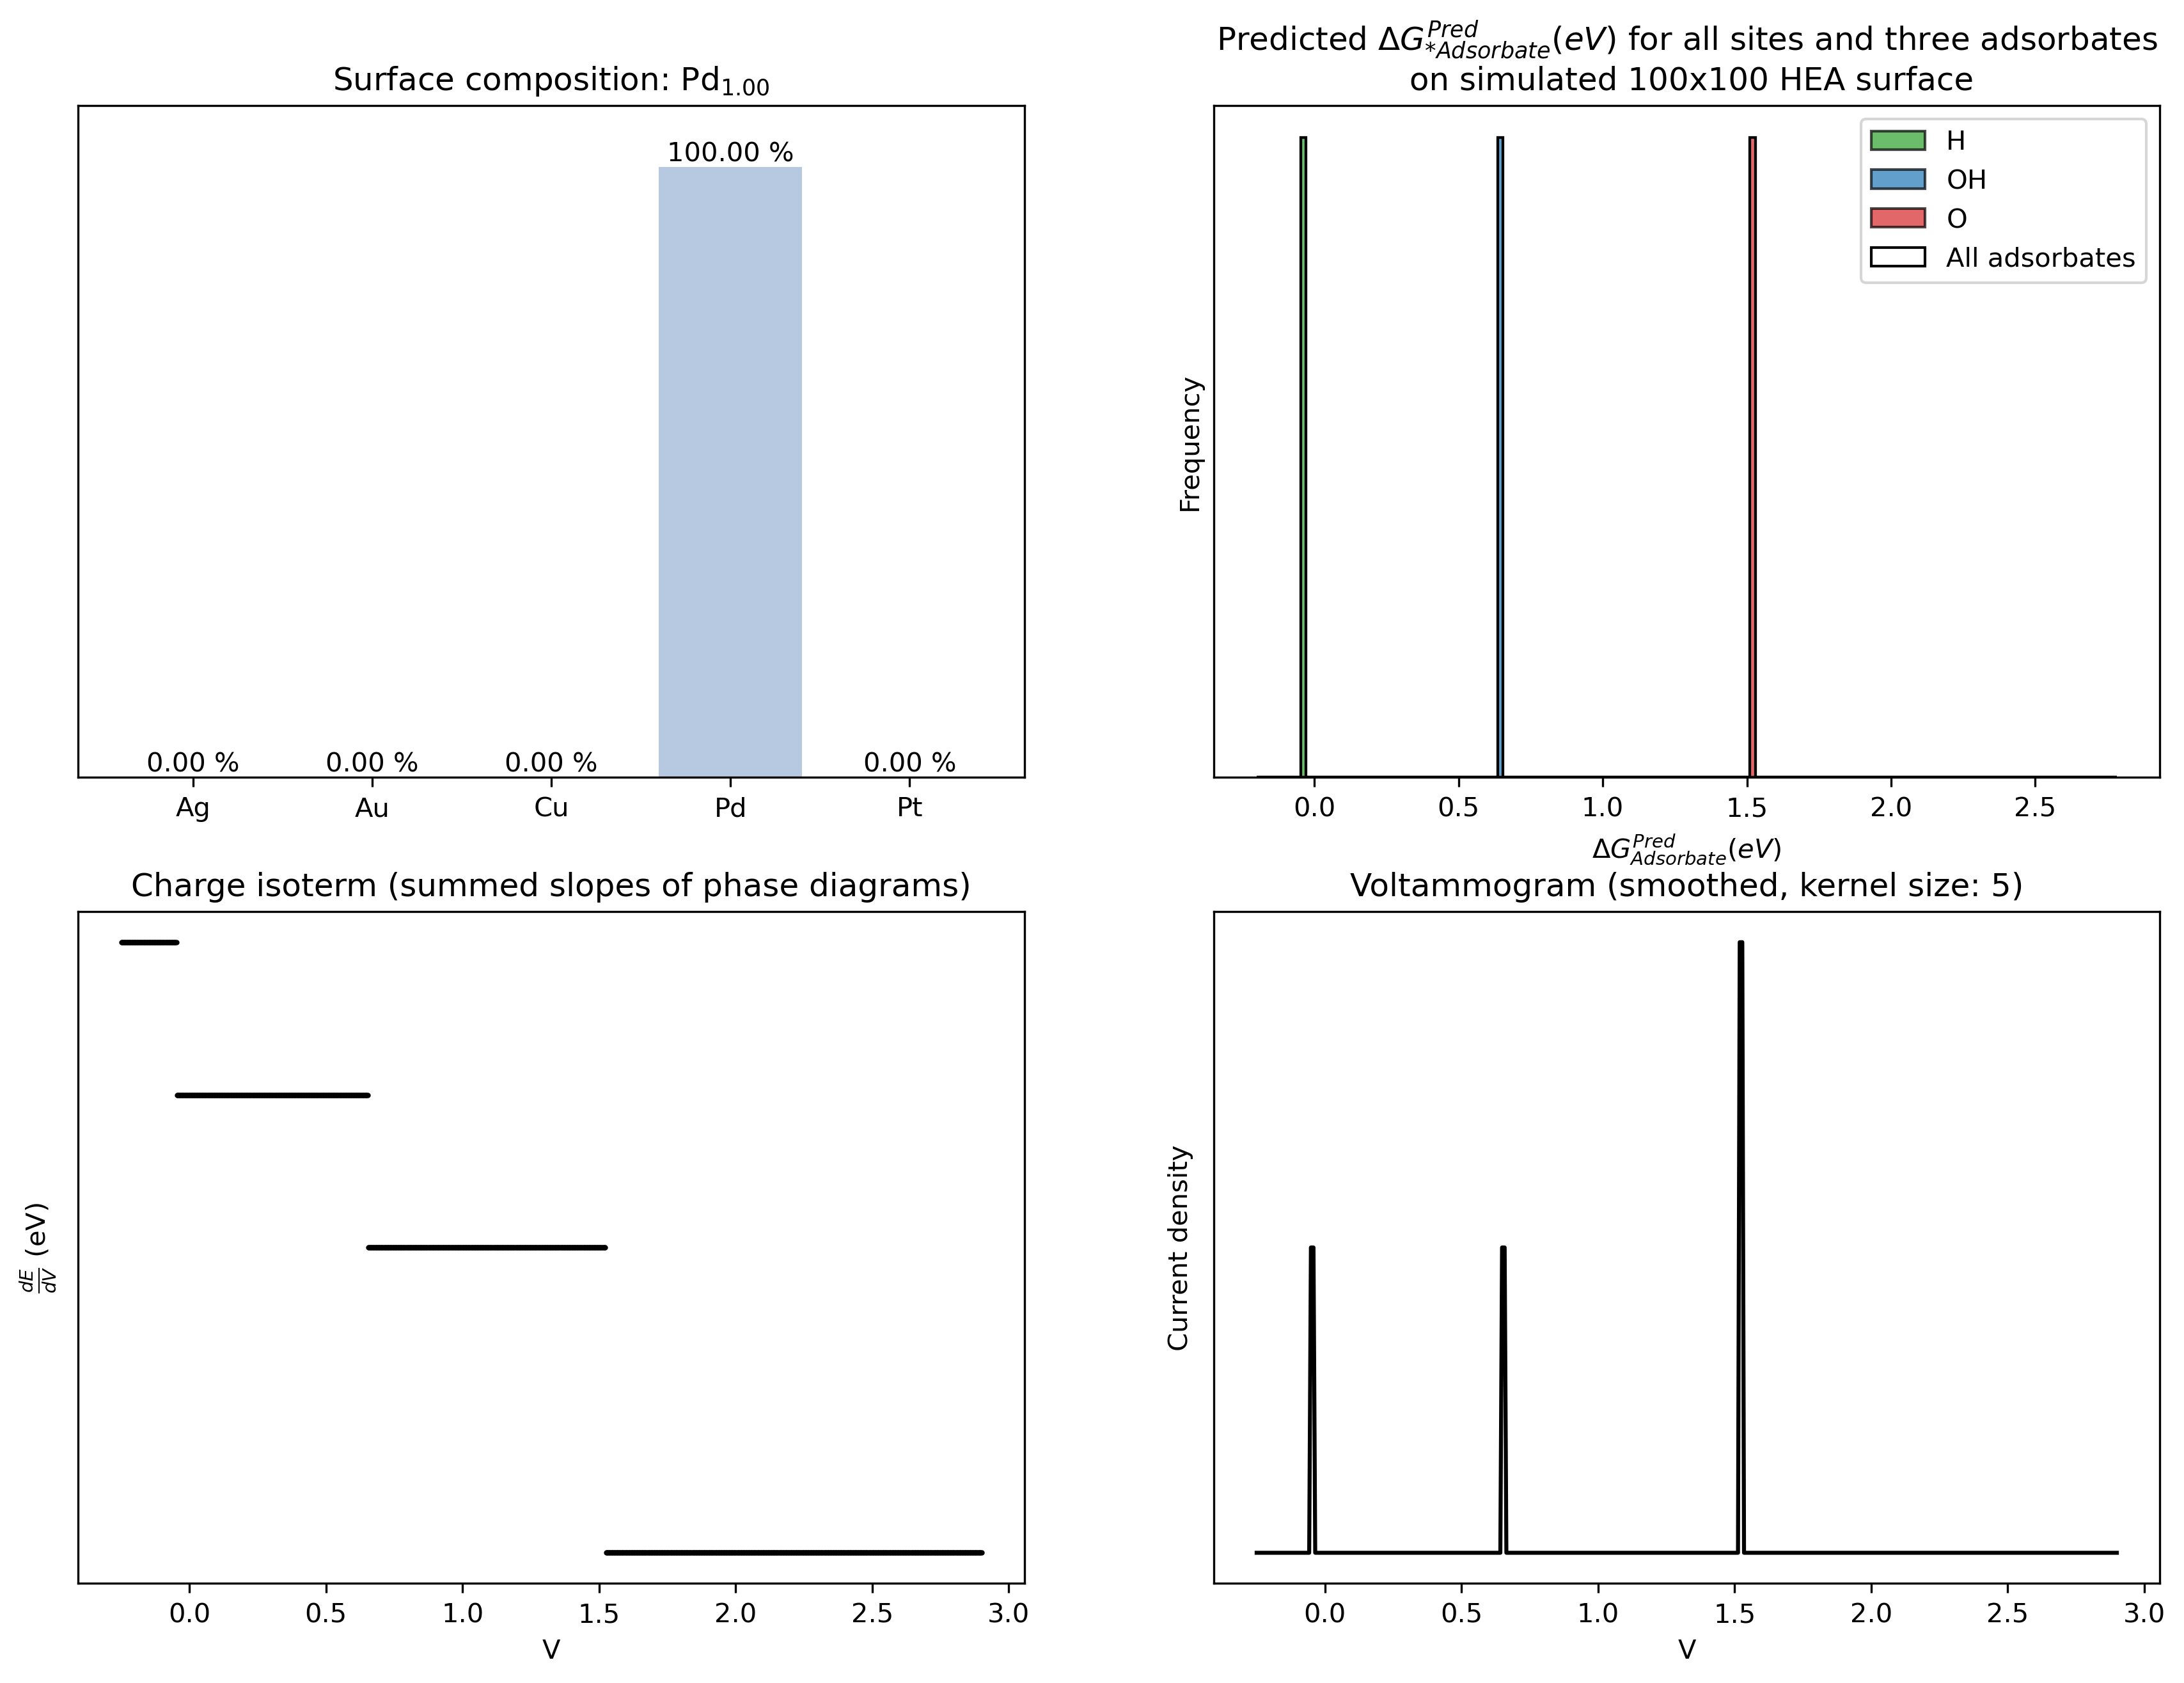 Surface composition: Pd1.00
100.00 %
0.00 %
0.00 %
0.00 %
0.00 %
Ag
Au
Cu
Pd
Pt
Predicted ΔG*Adsorbate^Pred (eV) for all sites and three adsorbates
on simulated 100x100 HEA surface
H
OH
O
All adsorbates
Frequency
0.0
0.5
1.0
1.5
2.0
2.5
ΔGAdsorbate^Pred (eV)
Charge isoterm (summed slopes of phase diagrams)
dE/dV (eV)
0.0
0.5
1.0
1.5
2.0
2.5
3.0
V
Voltammogram (smoothed, kernel size: 5)
Current density
0.0
0.5
1.0
1.5
2.0
2.5
3.0
V